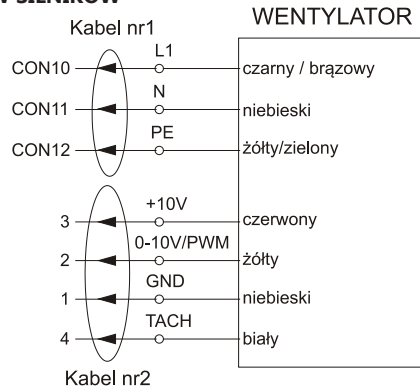 WENTYLATOR
Kabel nr1
CON10 L1 czarny / brązowy
CON11 N niebieski
CON12 PE żółty/zielony
3 +10V czerwony
2 0-10V/PWM żółty
1 GND niebieski
4 TACH biały
Kabel nr2